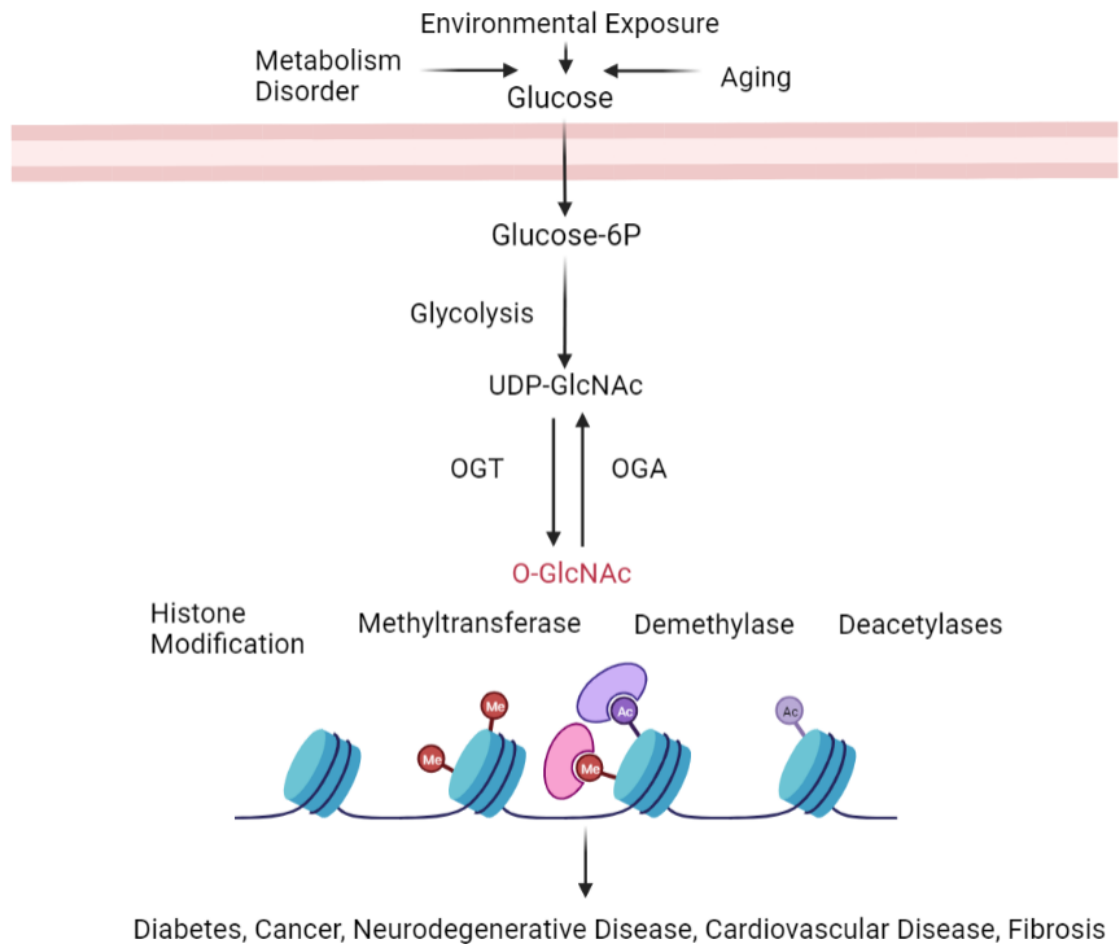 Environmental Exposure
Metabolism
Disorder
Aging
Glucose
Glucose-6P
Glycolysis
UDP-GlcNAc
OGT
OGA
O-GlcNAc
Histone
Modification
Methyltransferase
Demethylase
Deacetylases
Me
Me
Ac
Me
Ac
Diabetes, Cancer, Neurodegenerative Disease, Cardiovascular Disease, Fibrosis